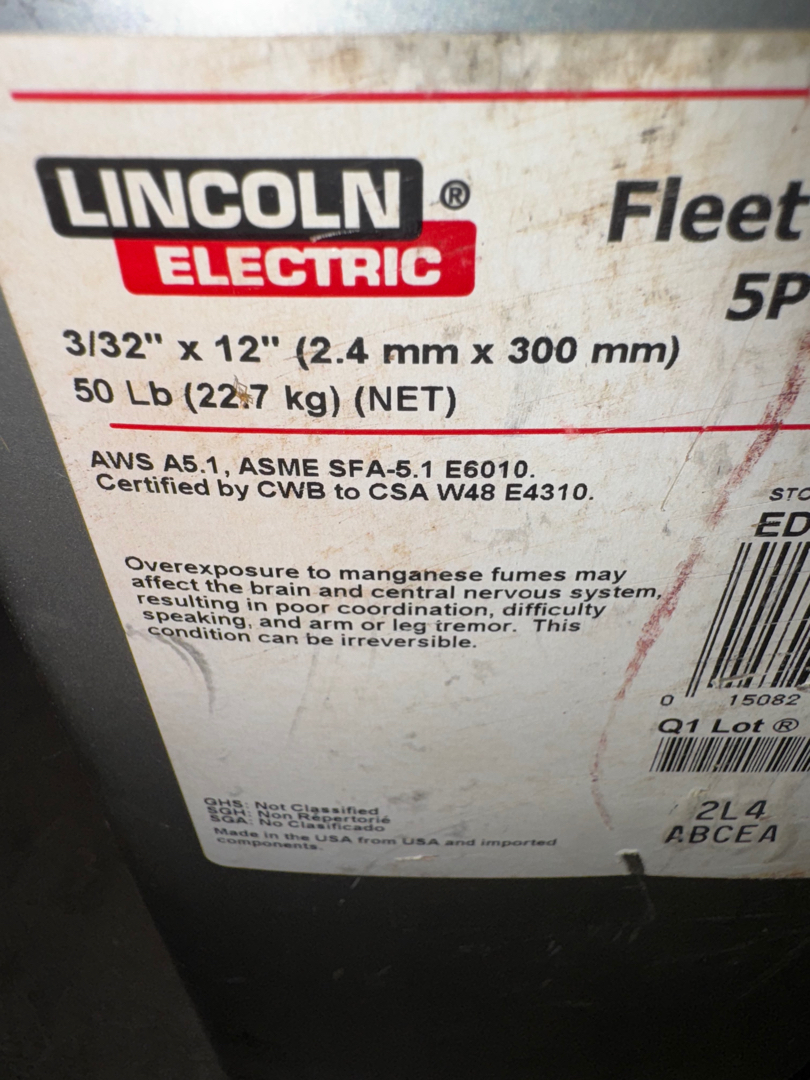 LINCOLN ®
ELECTRIC
Fleet
5P
3/32" x 12" (2.4 mm x 300 mm)
50 Lb (22.7 kg) (NET)
AWS A5.1, ASME SFA-5.1 E6010.
Certified by CWB to CSA W48 E4310.
STO
ED
Overexposure to manganese fumes may
affect the brain and central nervous system,
resulting in poor coordination, difficulty
speaking, and arm or leg tremor. This
condition can be irreversible.
0 15082
Q1 Lot ®
2L4
ABCEA
GHS: Not Classified
SGH: Non Répertorié
SGA: No Clasificado
Made in the USA from USA and imported
components.